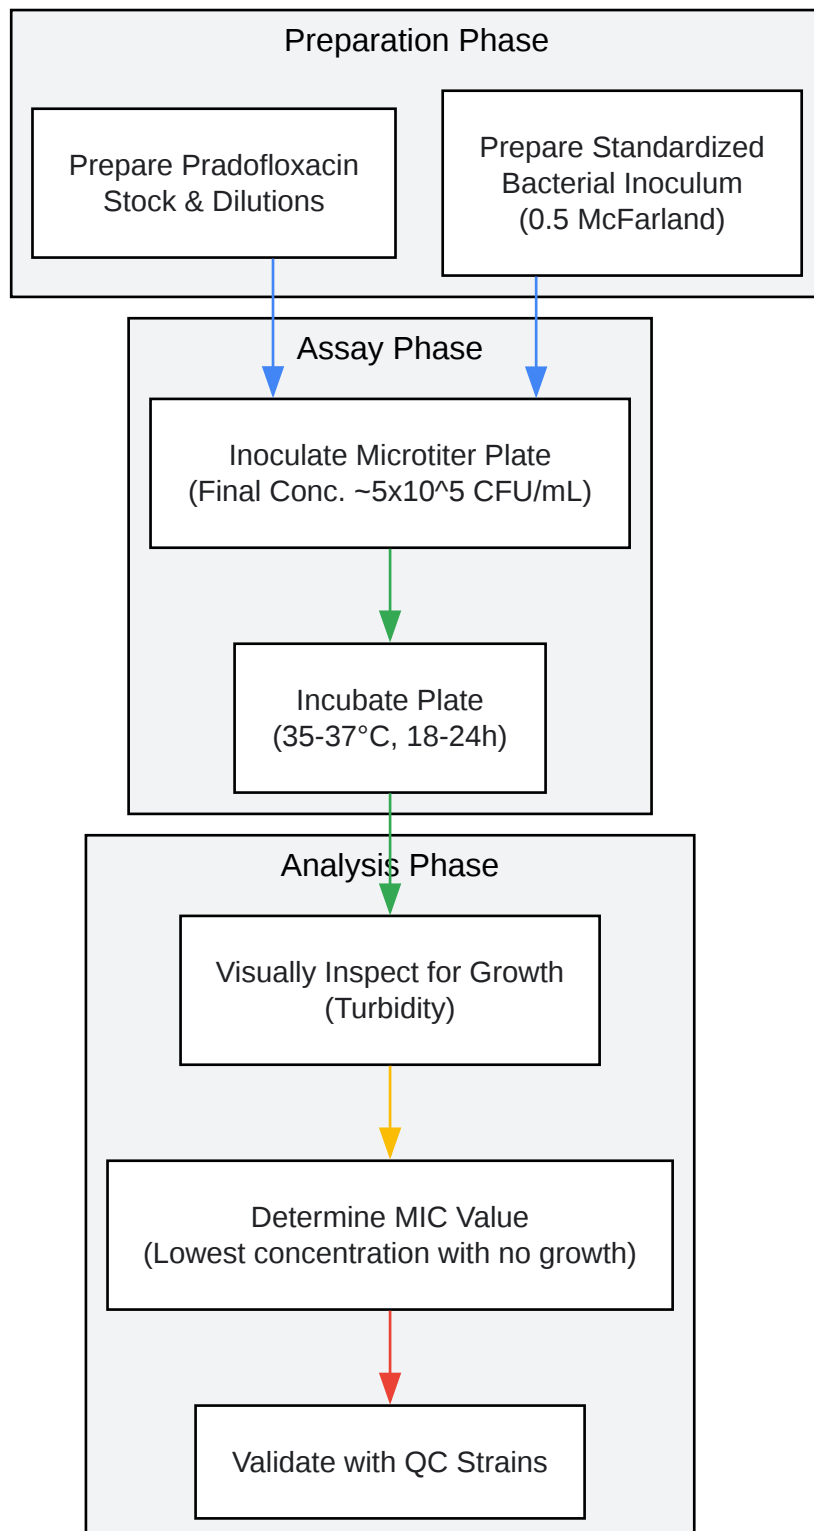 Preparation Phase
Prepare Pradofloxacin
Stock & Dilutions
Prepare Standardized
Bacterial Inoculum
(0.5 McFarland)
Assay Phase
Inoculate Microtiter Plate
(Final Conc. ~5x10^5 CFU/mL)
Incubate Plate
(35-37°C, 18-24h)
Analysis Phase
Visually Inspect for Growth
(Turbidity)
Determine MIC Value
(Lowest concentration with no growth)
Validate with QC Strains